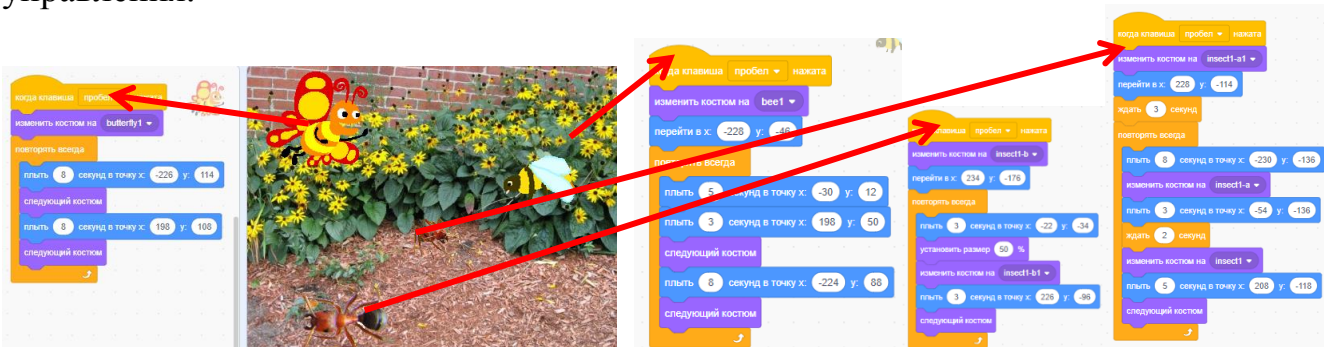 управления.
когда клавиша пробел нажата
изменить костюм на butterfly1
повторять всегда
плыть 8 секунд в точку x: -226 y: 114
следующий костюм
плыть 8 секунд в точку x: 198 y: 108
следующий костюм
клавиша пробел нажата
изменить костюм на bee1
перейти в x: -228 y: -46
повторять всегда
плыть 5 секунд в точку x: -30 y: 12
плыть 3 секунд в точку x: 198 y: 50
следующий костюм
плыть 8 секунд в точку x: -224 y: 88
следующий костюм
клавиша пробел нажата
изменить костюм на insect1-b
перейти в x: 234 y: -176
повторять всегда
плыть 3 секунд в точку x: -22 y: -34
установить размер 50 %
изменить костюм на insect1-b1
плыть 3 секунд в точку x: 226 y: -96
следующий костюм
когда клавиша пробел нажата
изменить костюм на insect1-a1
перейти в x: 228 y: -114
ждать 3 секунд
повторять всегда
плыть 8 секунд в точку x: -230 y: -136
изменить костюм на insect1-a
плыть 3 секунд в точку x: -54 y: -136
ждать 2 секунд
изменить костюм на insect1
плыть 5 секунд в точку x: 208 y: -118
следующий костюм